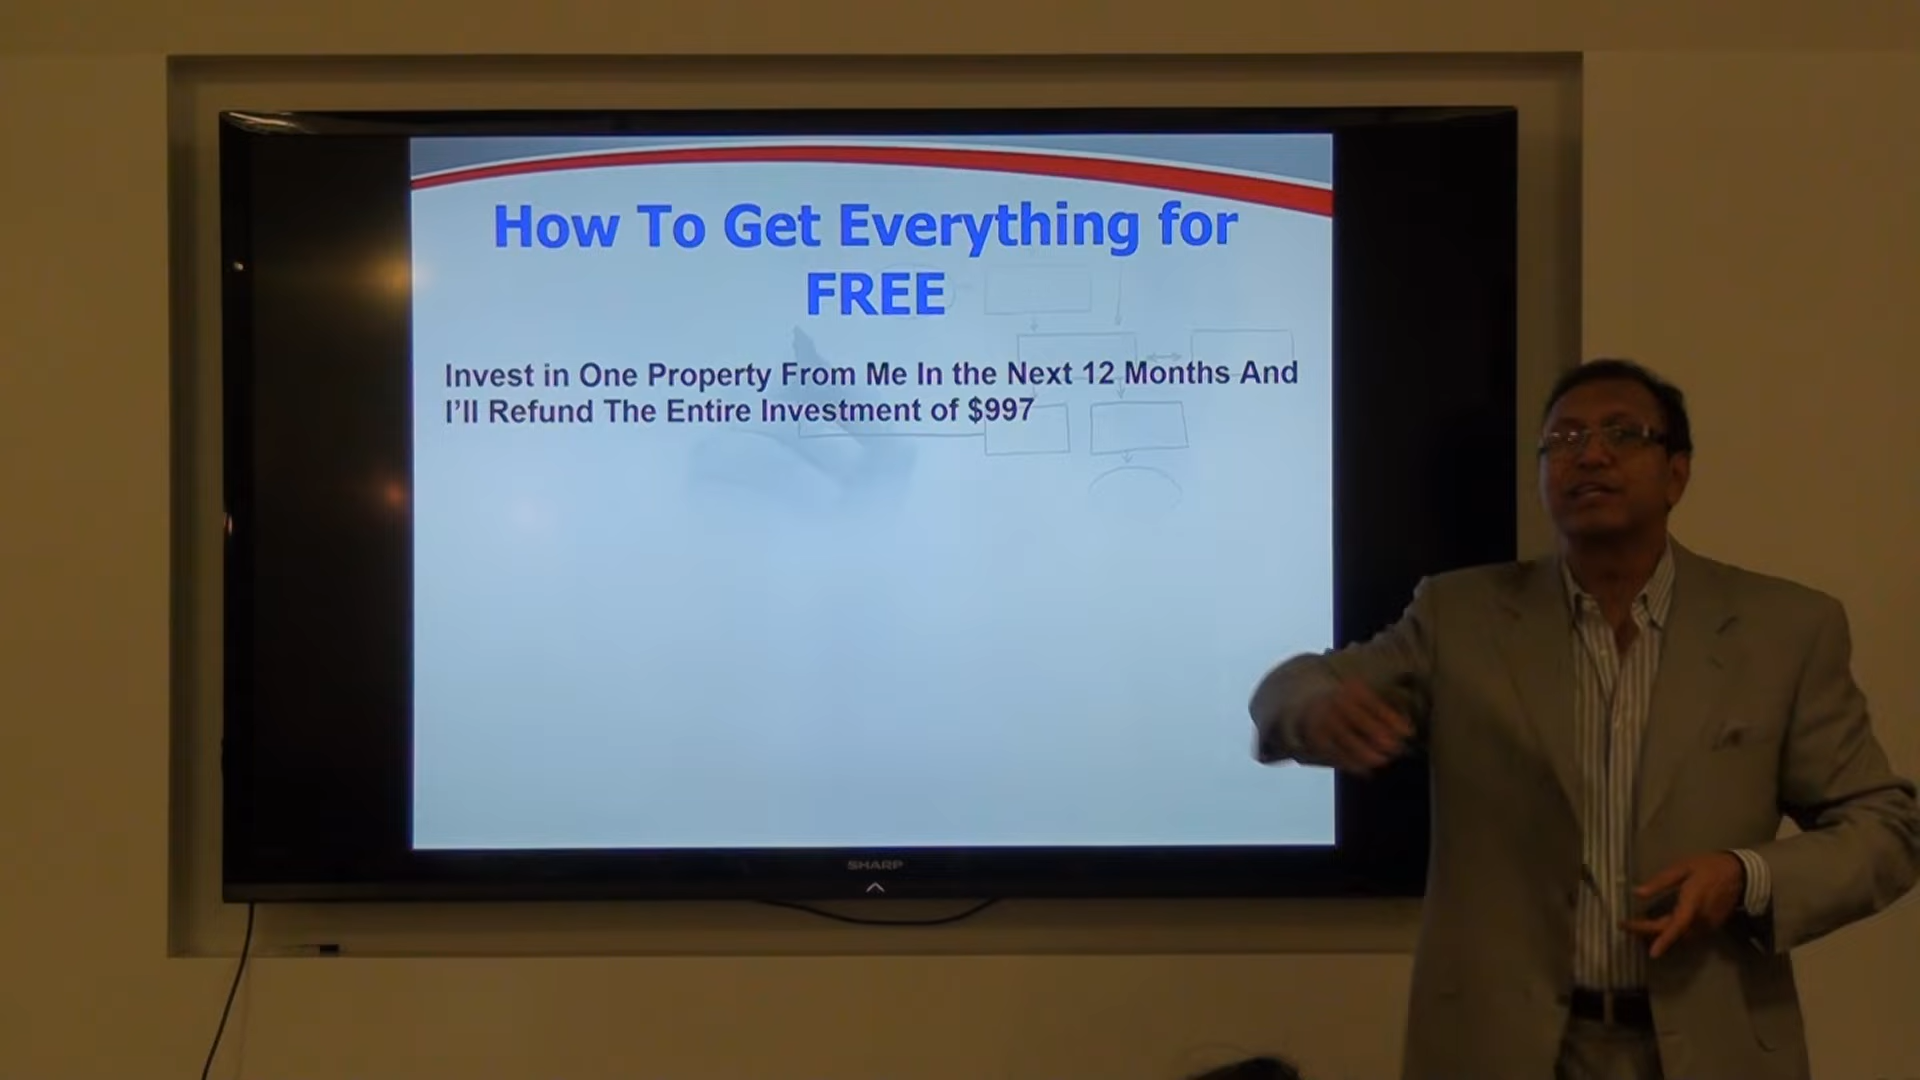 How To Get Everything for
FREE
Invest in One Property From Me In the Next 12 Months And
I'll Refund The Entire Investment of $997
SHARP